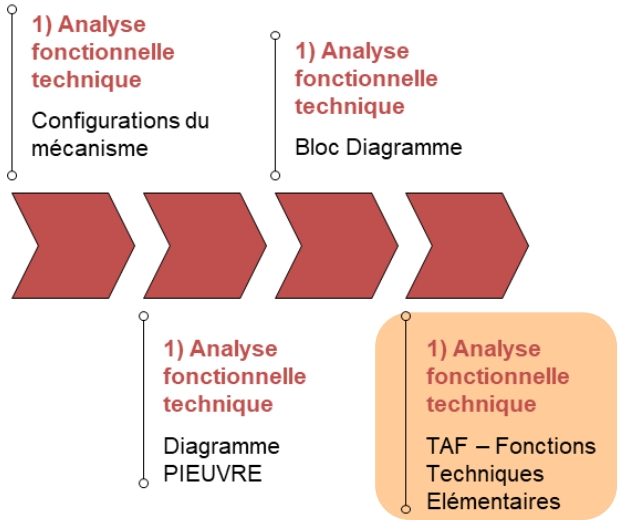 1) Analyse
fonctionnelle
technique
Configurations du
mécanisme
1) Analyse
fonctionnelle
technique
Bloc Diagramme
1) Analyse
fonctionnelle
technique
Diagramme
PIEUVRE
1) Analyse
fonctionnelle
technique
TAF – Fonctions
Techniques
Elémentaires